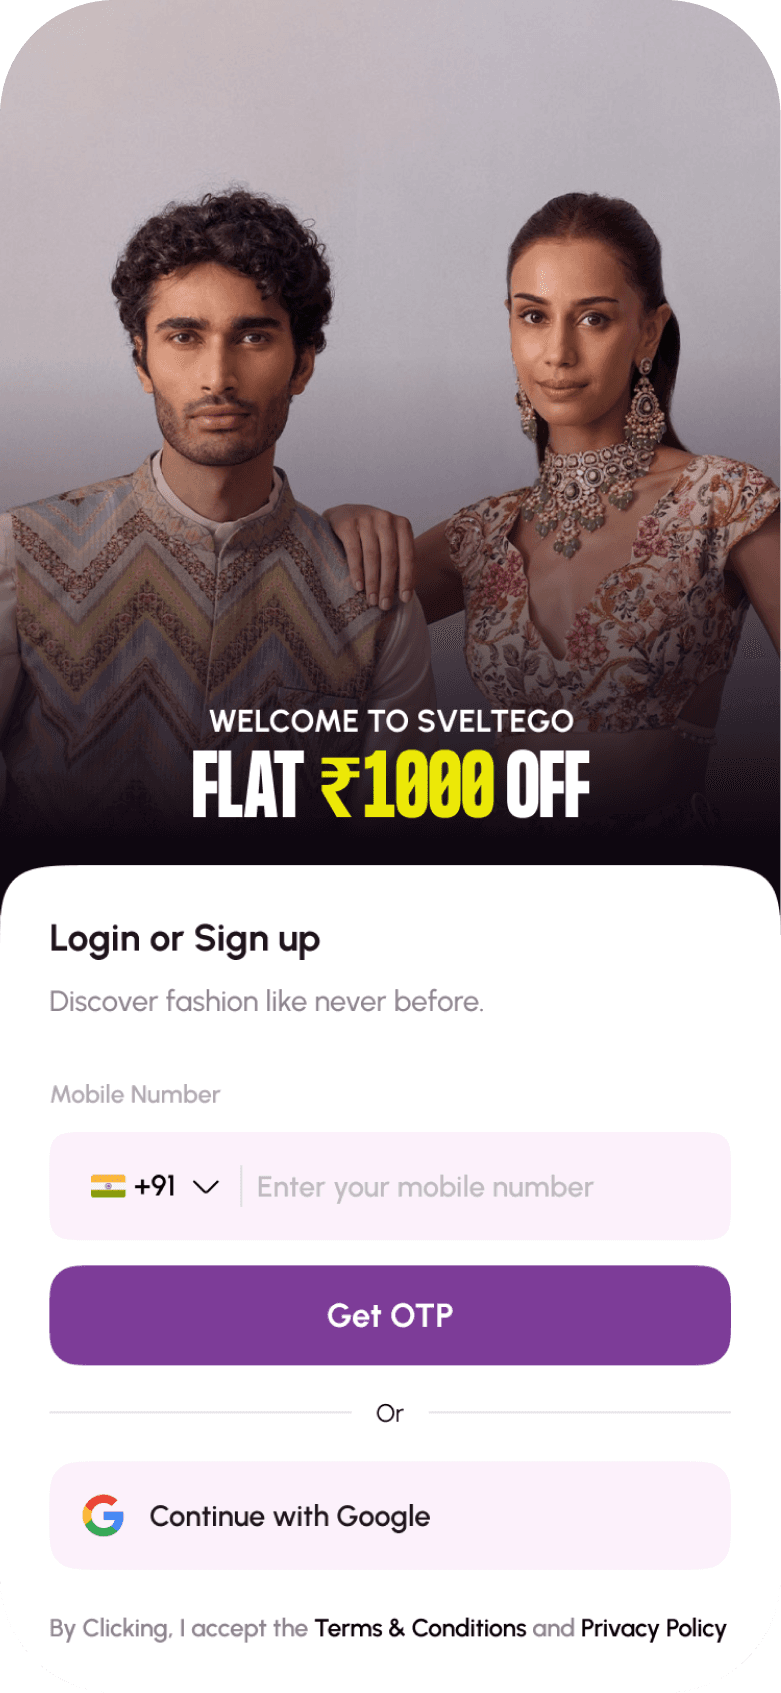 WELCOME TO SVELTEGO
FLAT ₹1000 OFF
Login or Sign up
Discover fashion like never before.
Mobile Number
+91 Enter your mobile number
Get OTP
Or
Continue with Google
By Clicking, I accept the Terms & Conditions and Privacy Policy